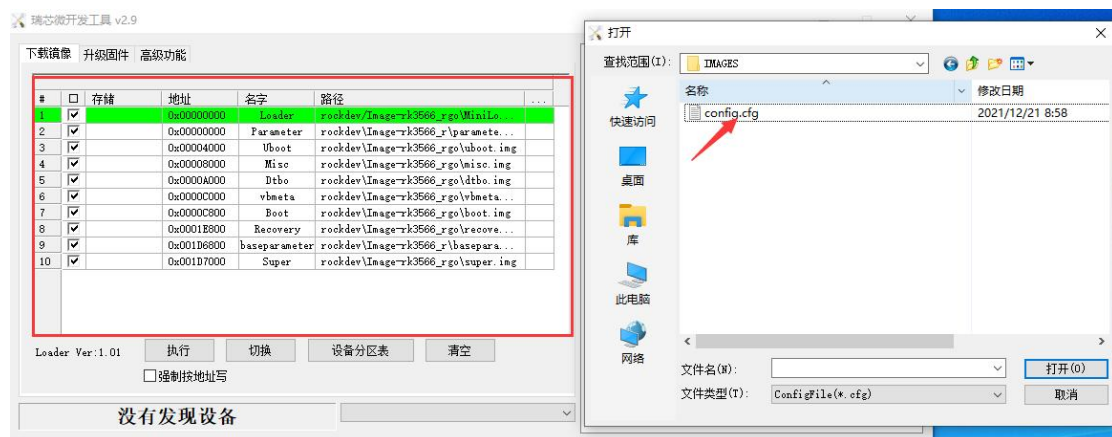 瑞芯微开发工具 v2.9
下载镜像 升级固件 高级功能
# 存储 地址 名字 路径 ...
1 0x00000000 Loader rockdev/Image-rk3566_rgo\MiniLo...
2 0x00000000 Parameter rockdev\Image-rk3566_r\paramete...
3 0x00004000 Uboot rockdev\Image-rk3566_rgo\uboot.img
4 0x00008000 Misc rockdev\Image-rk3566_rgo\misc.img
5 0x0000A000 Dtbo rockdev\Image-rk3566_rgo\dtbo.img
6 0x0000C000 vbmeta rockdev\Image-rk3566_rgo\vbmeta...
7 0x0000C800 Boot rockdev\Image-rk3566_rgo\boot.img
8 0x0001E800 Recovery rockdev\Image-rk3566_rgo\recove...
9 0x001D6800 baseparameter rockdev\Image-rk3566_r\basepara...
10 0x001D7000 Super rockdev\Image-rk3566_rgo\super.img
Loader Ver:1.01 执行 切换 设备分区表 清空
强制按地址写
没有发现设备
打开
查找范围(I): IMAGES
名称 修改日期
config.cfg 2021/12/21 8:58
快速访问
桌面
库
此电脑
网络
文件名(N): 打开(O)
文件类型(T): ConfigFile(*.cfg) 取消